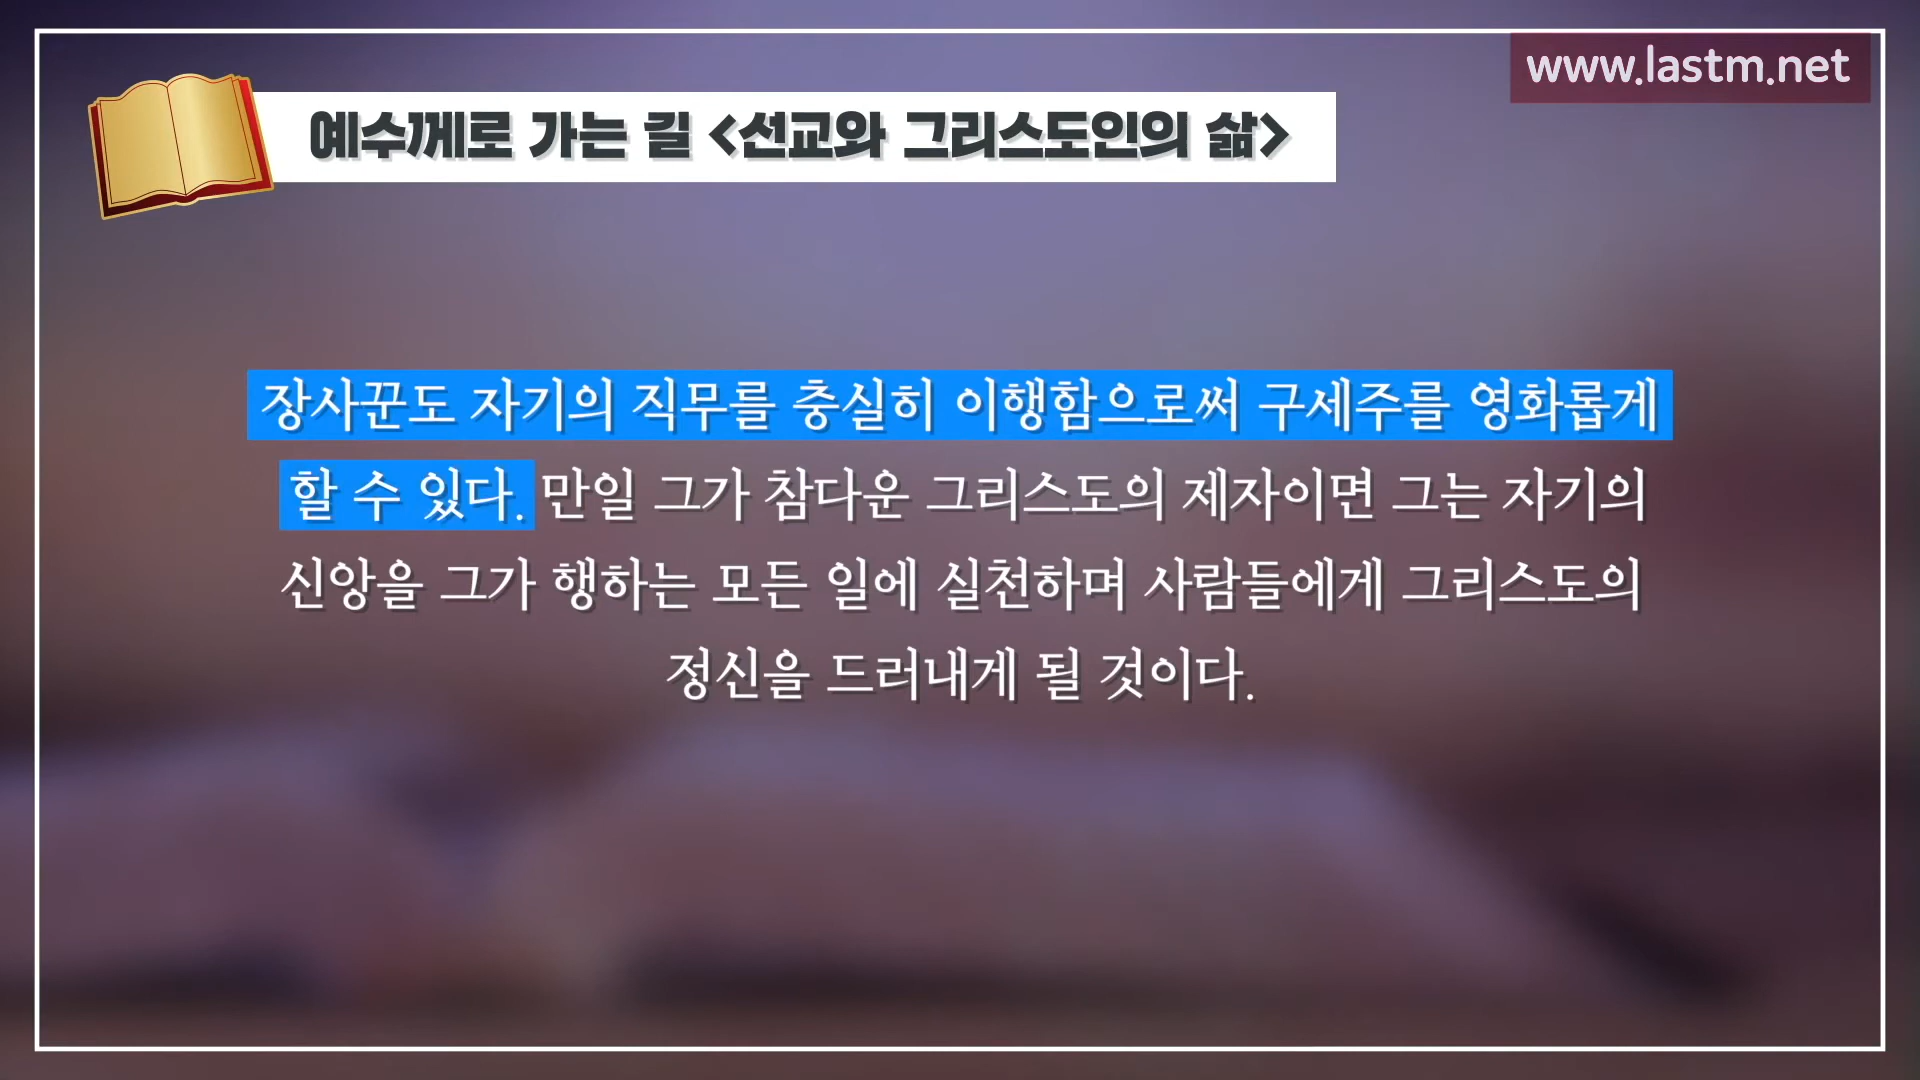 www.lastm.net
예수께로 가는 길 <선교와 그리스도인의 삶>
장사꾼도 자기의 직무를 충실히 이행함으로써 구세주를 영화롭게
할 수 있다. 만일 그가 참다운 그리스도의 제자이면 그는 자기의
신앙을 그가 행하는 모든 일에 실천하며 사람들에게 그리스도의
정신을 드러내게 될 것이다.